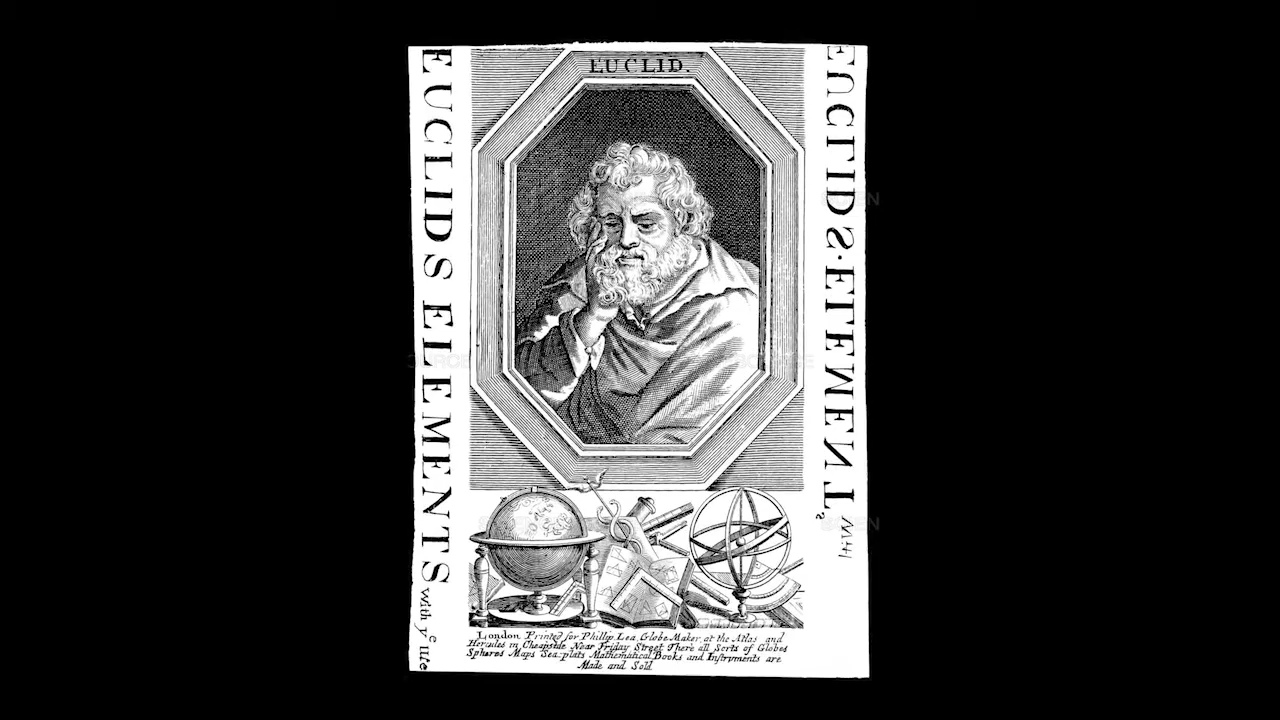 EUCLID.
EUCLIDS ELEMENTS with yᵉ use
EUCLIDS·ELEMENTs
London Printed for Phillip Lea Globe Maker, at the Atlas and
Hercules in Cheapside Near Friday Street There all Sorts of Globes
Spheres Maps Sea-plats Mathematical Books and Instruments are
Made and Sold